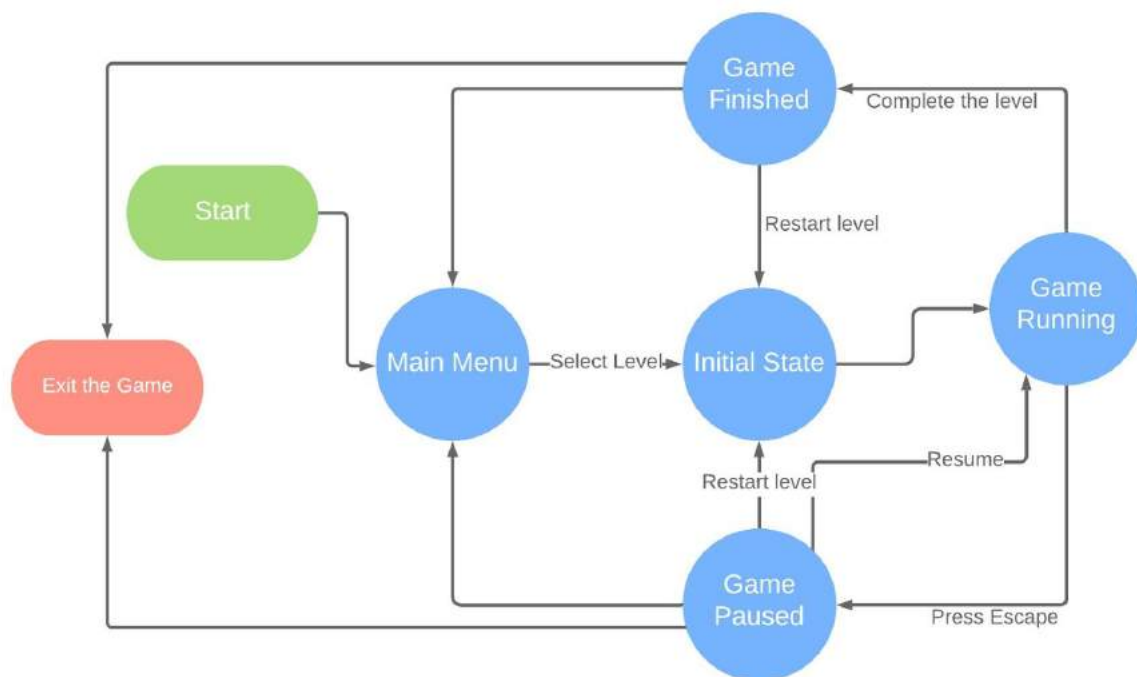 Game
Finished
Complete the level
Start
Restart level
Game
Running
Main Menu
Select Level
Initial State
Exit the Game
Resume
Restart level
Game
Paused
Press Escape